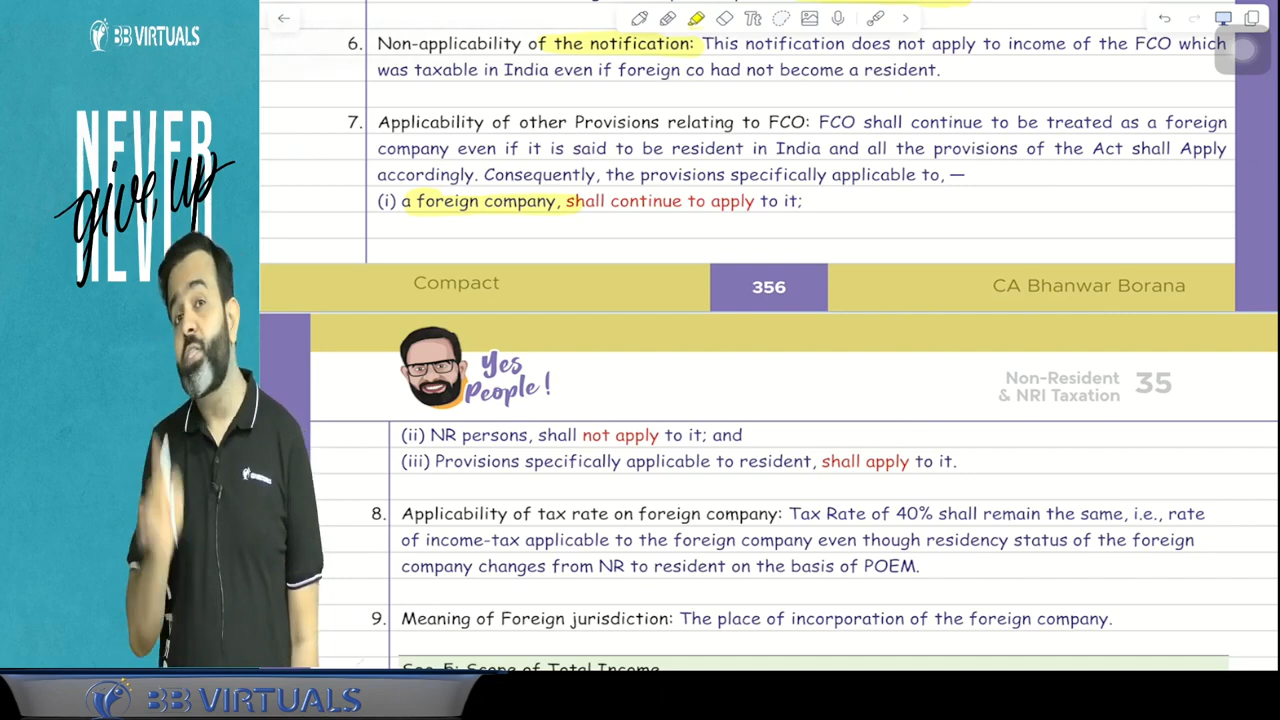 BB VIRTUALS
NEVER
give up
NEVER
6. Non-applicability of the notification: This notification does not apply to income of the FCO which
was taxable in India even if foreign co had not become a resident.
7. Applicability of other Provisions relating to FCO: FCO shall continue to be treated as a foreign
company even if it is said to be resident in India and all the provisions of the Act shall Apply
accordingly. Consequently, the provisions specifically applicable to, —
(i) a foreign company, shall continue to apply to it;
Compact 356 CA Bhanwar Borana
Yes
People !
Non-Resident
& NRI Taxation 35
(ii) NR persons, shall not apply to it; and
(iii) Provisions specifically applicable to resident, shall apply to it.
8. Applicability of tax rate on foreign company: Tax Rate of 40% shall remain the same, i.e., rate
of income-tax applicable to the foreign company even though residency status of the foreign
company changes from NR to resident on the basis of POEM.
9. Meaning of Foreign jurisdiction: The place of incorporation of the foreign company.
Sec 5: Scope of Total Income
BB VIRTUALS